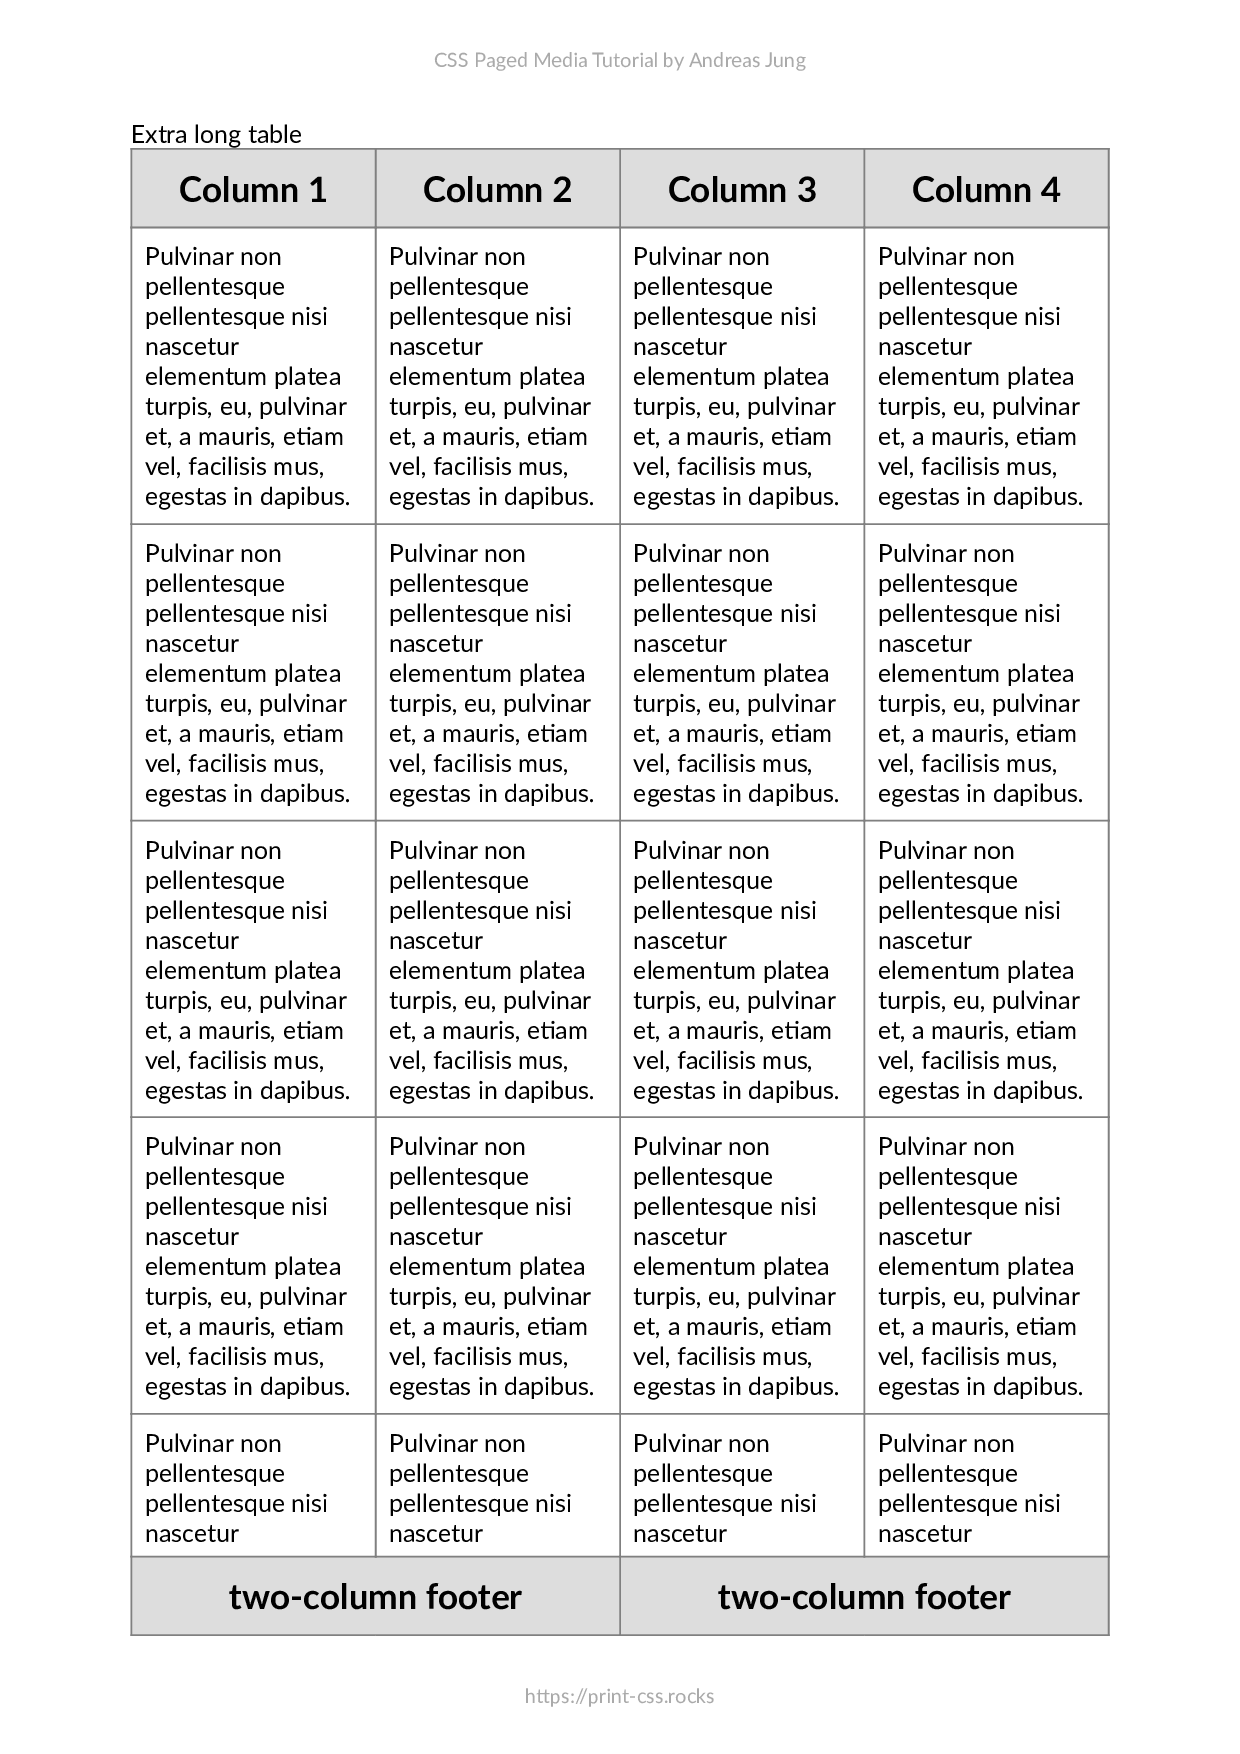 CSS Paged Media Tutorial by Andreas Jung
Extra long table
Column 1 Column 2 Column 3 Column 4
Pulvinar non Pulvinar non Pulvinar non Pulvinar non
pellentesque pellentesque pellentesque pellentesque
pellentesque nisi pellentesque nisi pellentesque nisi pellentesque nisi
nascetur nascetur nascetur nascetur
elementum platea elementum platea elementum platea elementum platea
turpis, eu, pulvinar turpis, eu, pulvinar turpis, eu, pulvinar turpis, eu, pulvinar
et, a mauris, etiam et, a mauris, etiam et, a mauris, etiam et, a mauris, etiam
vel, facilisis mus, vel, facilisis mus, vel, facilisis mus, vel, facilisis mus,
egestas in dapibus. egestas in dapibus. egestas in dapibus. egestas in dapibus.
Pulvinar non Pulvinar non Pulvinar non Pulvinar non
pellentesque pellentesque pellentesque pellentesque
pellentesque nisi pellentesque nisi pellentesque nisi pellentesque nisi
nascetur nascetur nascetur nascetur
elementum platea elementum platea elementum platea elementum platea
turpis, eu, pulvinar turpis, eu, pulvinar turpis, eu, pulvinar turpis, eu, pulvinar
et, a mauris, etiam et, a mauris, etiam et, a mauris, etiam et, a mauris, etiam
vel, facilisis mus, vel, facilisis mus, vel, facilisis mus, vel, facilisis mus,
egestas in dapibus. egestas in dapibus. egestas in dapibus. egestas in dapibus.
Pulvinar non Pulvinar non Pulvinar non Pulvinar non
pellentesque pellentesque pellentesque pellentesque
pellentesque nisi pellentesque nisi pellentesque nisi pellentesque nisi
nascetur nascetur nascetur nascetur
elementum platea elementum platea elementum platea elementum platea
turpis, eu, pulvinar turpis, eu, pulvinar turpis, eu, pulvinar turpis, eu, pulvinar
et, a mauris, etiam et, a mauris, etiam et, a mauris, etiam et, a mauris, etiam
vel, facilisis mus, vel, facilisis mus, vel, facilisis mus, vel, facilisis mus,
egestas in dapibus. egestas in dapibus. egestas in dapibus. egestas in dapibus.
Pulvinar non Pulvinar non Pulvinar non Pulvinar non
pellentesque pellentesque pellentesque pellentesque
pellentesque nisi pellentesque nisi pellentesque nisi pellentesque nisi
nascetur nascetur nascetur nascetur
elementum platea elementum platea elementum platea elementum platea
turpis, eu, pulvinar turpis, eu, pulvinar turpis, eu, pulvinar turpis, eu, pulvinar
et, a mauris, etiam et, a mauris, etiam et, a mauris, etiam et, a mauris, etiam
vel, facilisis mus, vel, facilisis mus, vel, facilisis mus, vel, facilisis mus,
egestas in dapibus. egestas in dapibus. egestas in dapibus. egestas in dapibus.
Pulvinar non Pulvinar non Pulvinar non Pulvinar non
pellentesque pellentesque pellentesque pellentesque
pellentesque nisi pellentesque nisi pellentesque nisi pellentesque nisi
nascetur nascetur nascetur nascetur
two-column footer two-column footer
https://print-css.rocks